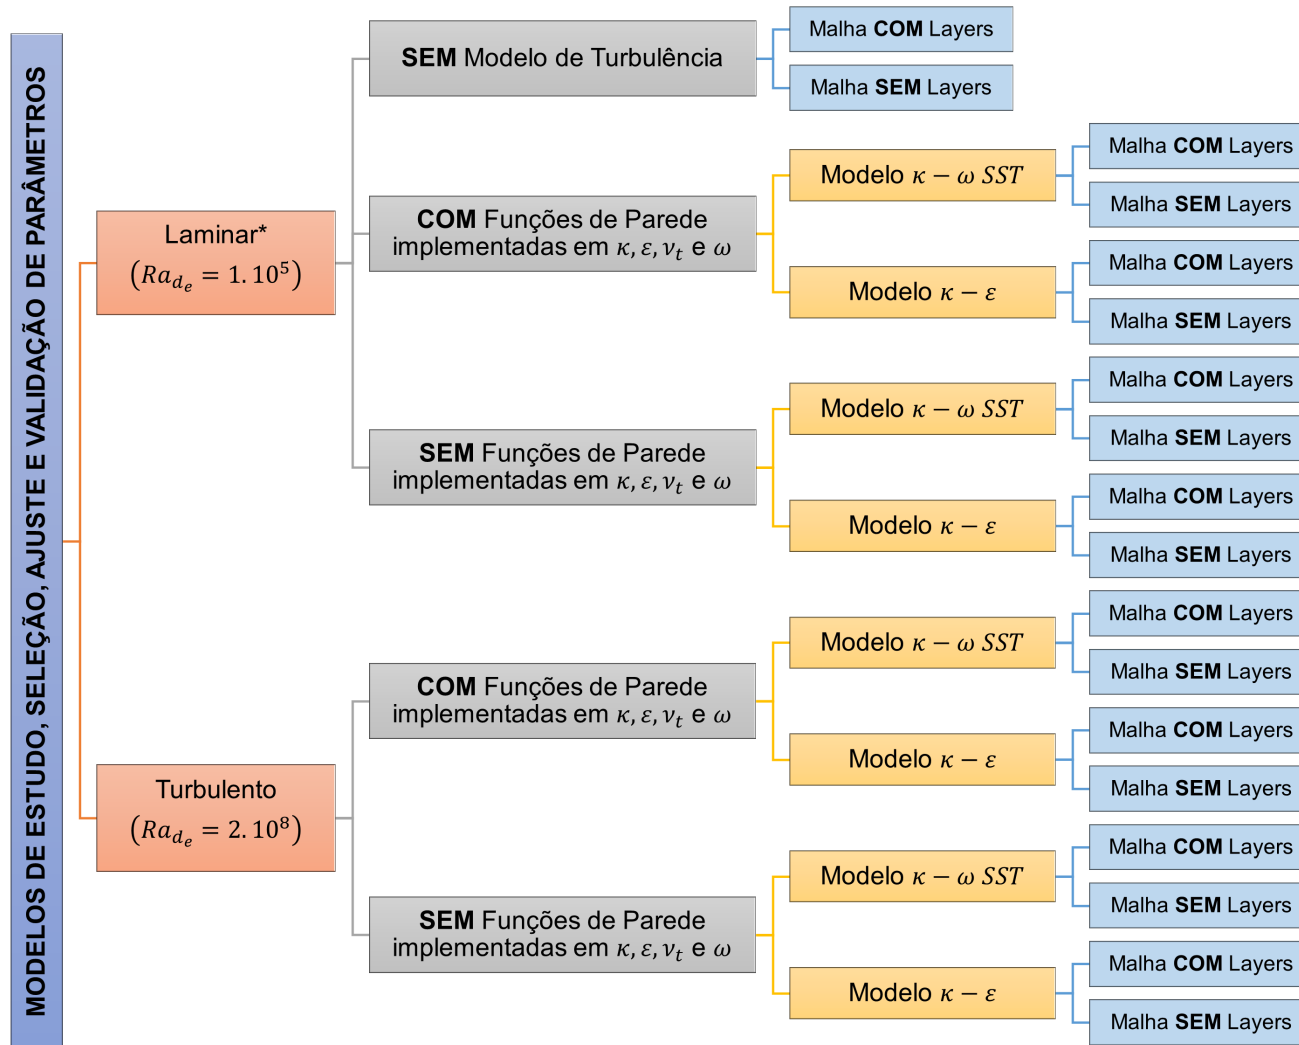 MODELOS DE ESTUDO, SELEÇÃO, AJUSTE E VALIDAÇÃO DE PARÂMETROS
Laminar*
(Ra_{d_e} = 1.10^5)
SEM Modelo de Turbulência
Malha COM Layers
Malha SEM Layers
COM Funções de Parede
implementadas em κ, ε, ν_t e ω
Modelo κ − ω SST
Malha COM Layers
Malha SEM Layers
Modelo κ − ε
Malha COM Layers
Malha SEM Layers
SEM Funções de Parede
implementadas em κ, ε, ν_t e ω
Modelo κ − ω SST
Malha COM Layers
Malha SEM Layers
Modelo κ − ε
Malha COM Layers
Malha SEM Layers
Turbulento
(Ra_{d_e} = 2.10^8)
COM Funções de Parede
implementadas em κ, ε, ν_t e ω
Modelo κ − ω SST
Malha COM Layers
Malha SEM Layers
Modelo κ − ε
Malha COM Layers
Malha SEM Layers
SEM Funções de Parede
implementadas em κ, ε, ν_t e ω
Modelo κ − ω SST
Malha COM Layers
Malha SEM Layers
Modelo κ − ε
Malha COM Layers
Malha SEM Layers